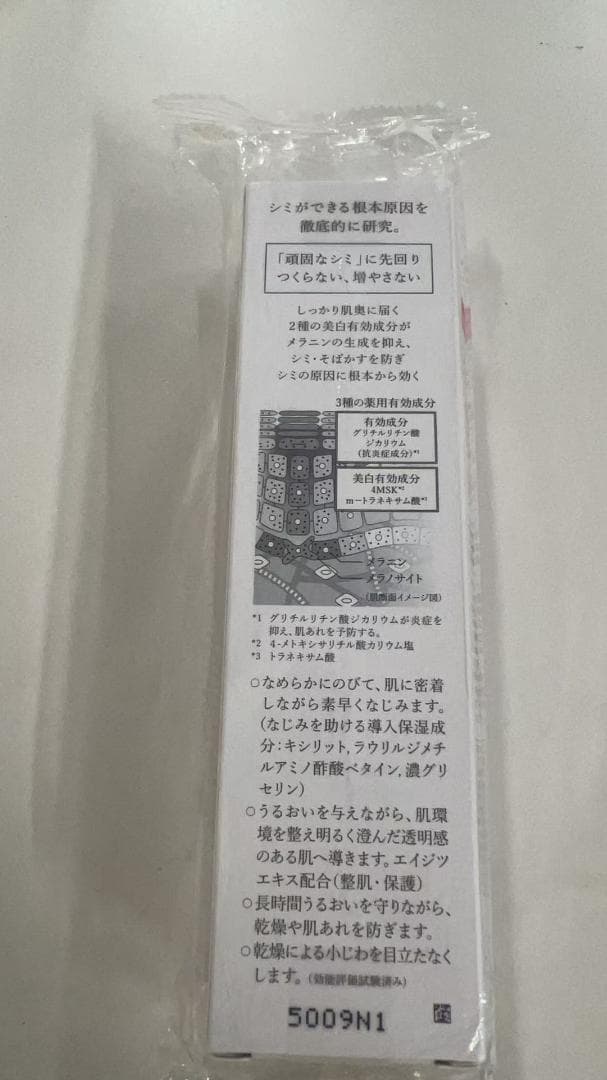 シミができる根本原因を
徹底的に研究。
「頑固なシミ」に先回り
つくらない、増やさない
しっかり肌奥に届く
2種の美白有効成分が
メラニンの生成を抑え、
シミ・そばかすを防ぎ
シミの原因に根本から効く
3種の薬用有効成分
有効成分
グリチルリチン酸
ジカリウム
(抗炎症成分)*1
美白有効成分
4MSK*2
m-トラネキサム酸*3
メラニン
メラノサイト
(肌断面イメージ図)
*1 グリチルリチン酸ジカリウムが炎症を
抑え、肌あれを予防する。
*2 4-メトキシサリチル酸カリウム塩
*3 トラネキサム酸
○なめらかにのびて、肌に密着
しながら素早くなじみます。
(なじみを助ける導入保湿成
分:キシリット,ラウリルジメチ
ルアミノ酢酸ベタイン,濃グリ
セリン)
○うるおいを与えながら、肌環
境を整え明るく澄んだ透明感
のある肌へ導きます。エイジツ
エキス配合(整肌・保護)
○長時間うるおいを守りながら、
乾燥や肌あれを防ぎます。
○乾燥による小じわを目立たなく
します。(効能評価試験済み)
5009N1